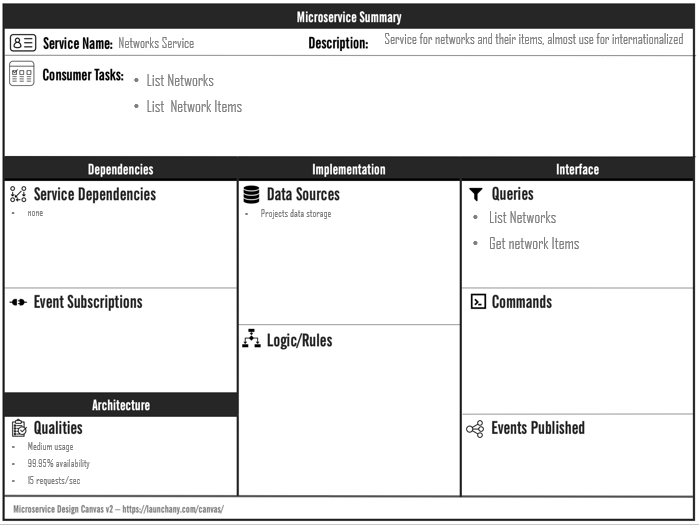 Microservice Summary
Service Name: Networks Service
Description: Service for networks and their items, almost use for internationalized
Consumer Tasks:
• List Networks
• List Network Items
Dependencies
Implementation
Interface
Service Dependencies
- none
Data Sources
- Projects data storage
Queries
• List Networks
• Get network Items
Event Subscriptions
Commands
Logic/Rules
Architecture
Qualities
- Medium usage
- 99.95% availability
- 15 requests/sec
Events Published
Microservice Design Canvas v2 – https://launchany.com/canvas/